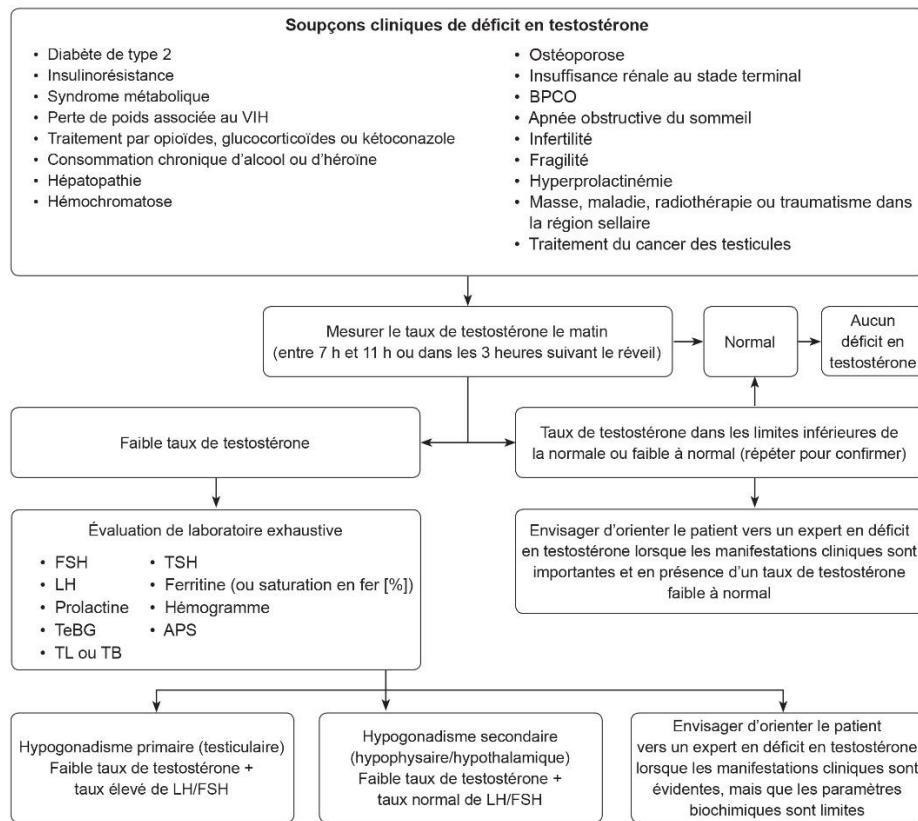 Soupçons cliniques de déficit en testostérone
• Diabète de type 2
• Insulinorésistance
• Syndrome métabolique
• Perte de poids associée au VIH
• Traitement par opioïdes, glucocorticoïdes ou kétoconazole
• Consommation chronique d'alcool ou d'héroïne
• Hépatopathie
• Hémochromatose
• Ostéoporose
• Insuffisance rénale au stade terminal
• BPCO
• Apnée obstructive du sommeil
• Infertilité
• Fragilité
• Hyperprolactinémie
• Masse, maladie, radiothérapie ou traumatisme dans
la région sellaire
• Traitement du cancer des testicules
Mesurer le taux de testostérone le matin
(entre 7 h et 11 h ou dans les 3 heures suivant le réveil)
Normal
Aucun
déficit en
testostérone
Faible taux de testostérone
Taux de testostérone dans les limites inférieures de
la normale ou faible à normal (répéter pour confirmer)
Évaluation de laboratoire exhaustive
• FSH
• LH
• Prolactine
• TeBG
• TL ou TB
• TSH
• Ferritine (ou saturation en fer [%])
• Hémogramme
• APS
Envisager d'orienter le patient vers un expert en déficit
en testostérone lorsque les manifestations cliniques sont
importantes et en présence d'un taux de testostérone
faible à normal
Hypogonadisme primaire (testiculaire)
Faible taux de testostérone +
taux élevé de LH/FSH
Hypogonadisme secondaire
(hypophysaire/hypothalamique)
Faible taux de testostérone +
taux normal de LH/FSH
Envisager d'orienter le patient
vers un expert en déficit en testostérone
lorsque les manifestations cliniques sont
évidentes, mais que les paramètres
biochimiques sont limites